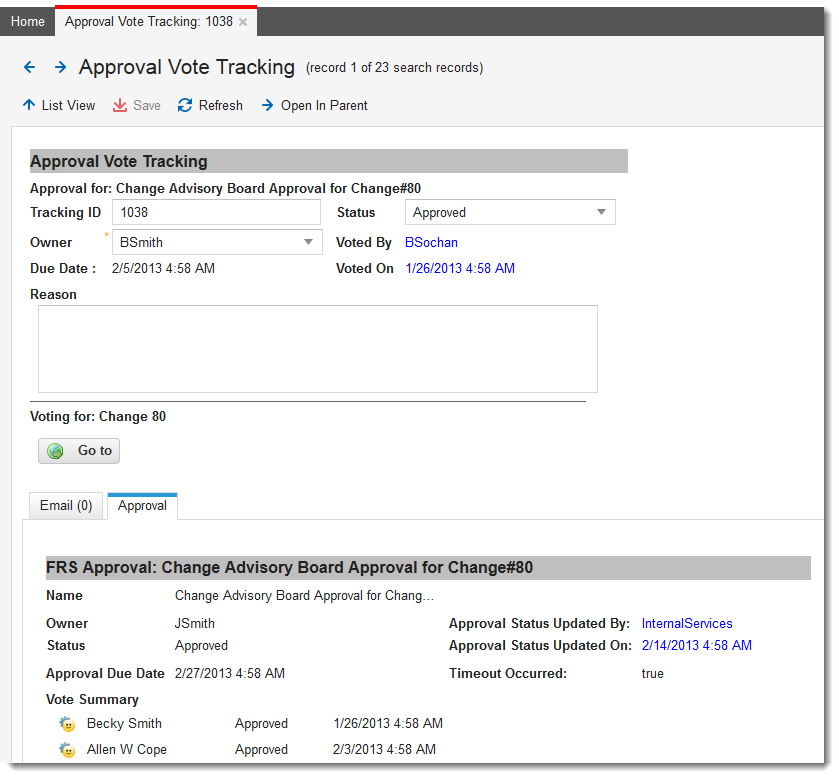 Home Approval Vote Tracking: 1038 ×
Approval Vote Tracking (record 1 of 23 search records)
List View Save Refresh Open In Parent
Approval Vote Tracking
Approval for: Change Advisory Board Approval for Change#80
Tracking ID 1038 Status Approved
Owner * BSmith Voted By BSochan
Due Date : 2/5/2013 4:58 AM Voted On 1/26/2013 4:58 AM
Reason
Voting for: Change 80
Go to
Email (0) Approval
FRS Approval: Change Advisory Board Approval for Change#80
Name Change Advisory Board Approval for Chang...
Owner JSmith Approval Status Updated By: InternalServices
Status Approved Approval Status Updated On: 2/14/2013 4:58 AM
Approval Due Date 2/27/2013 4:58 AM Timeout Occurred: true
Vote Summary
Becky Smith Approved 1/26/2013 4:58 AM
Allen W Cope Approved 2/3/2013 4:58 AM